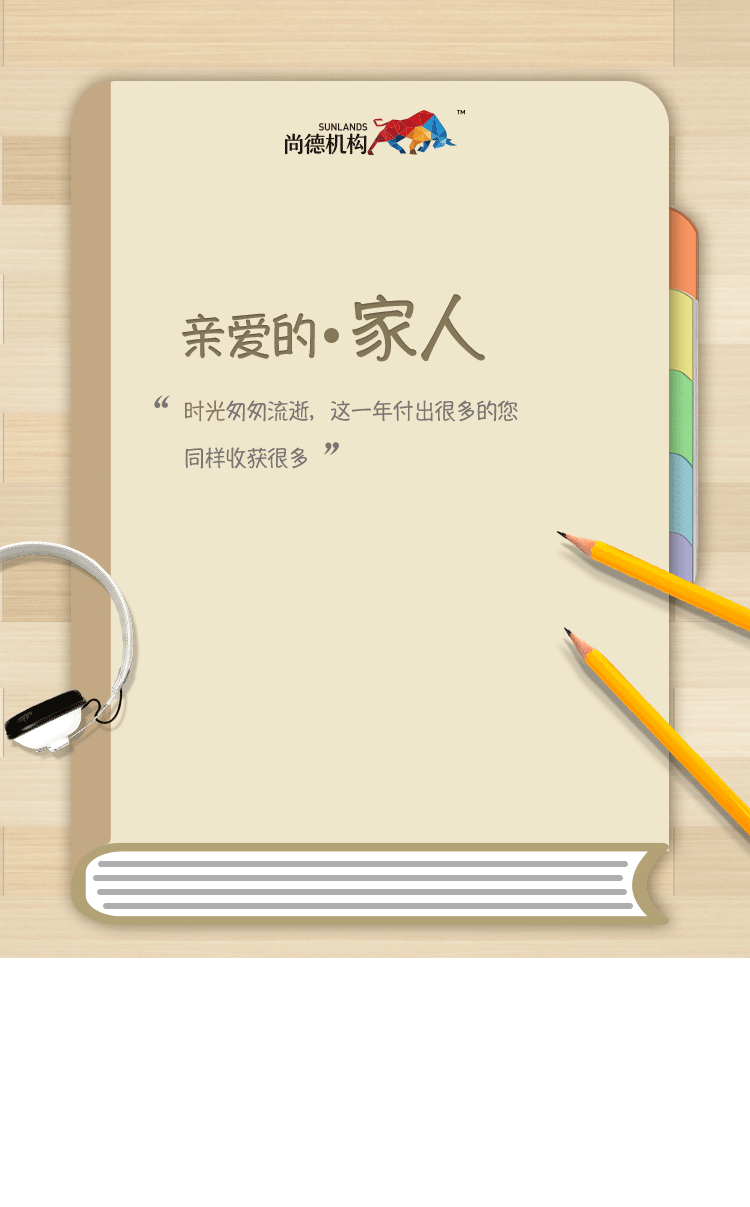 SUNLANDS
尚德机构
TM
亲爱的•家人
“ 时光匆匆流逝，这一年付出很多的您
同样收获很多 ”